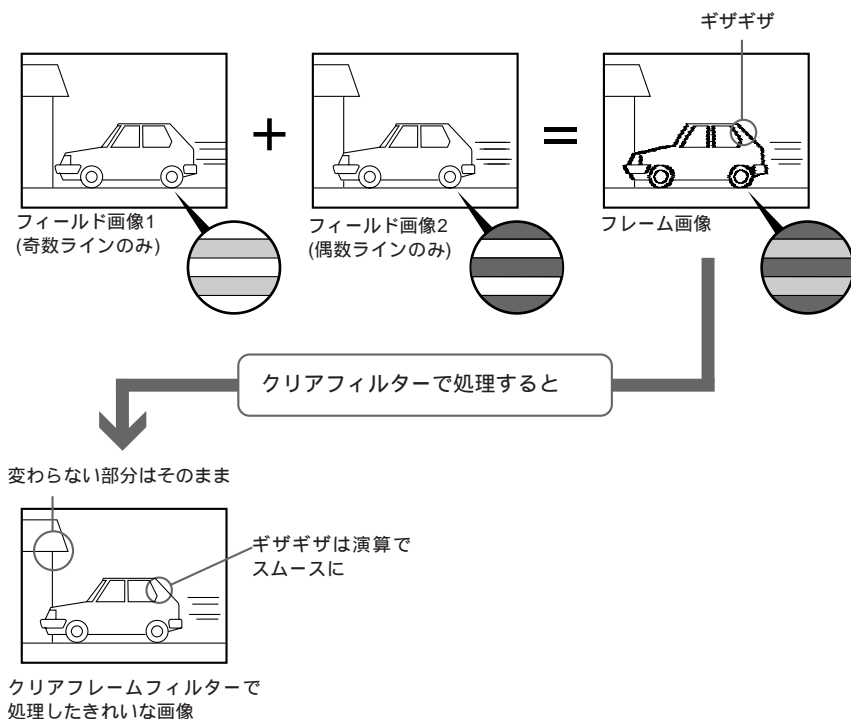 ギザギザ
フィールド画像1
(奇数ラインのみ)
フィールド画像2
(偶数ラインのみ)
フレーム画像
クリアフィルターで処理すると
変わらない部分はそのまま
ギザギザは演算で
スムースに
クリアフレームフィルターで
処理したきれいな画像